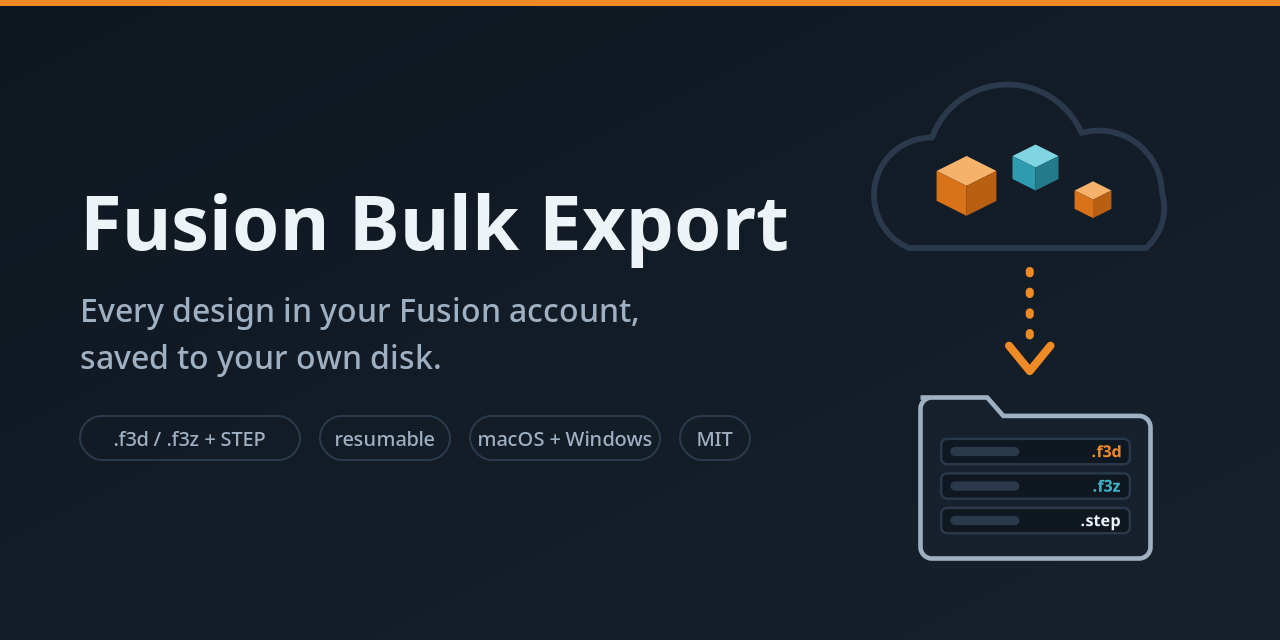 Fusion Bulk Export
Every design in your Fusion account,
saved to your own disk.
.f3d / .f3z + STEP
resumable
macOS + Windows
MIT
.f3d
.f3z
.step